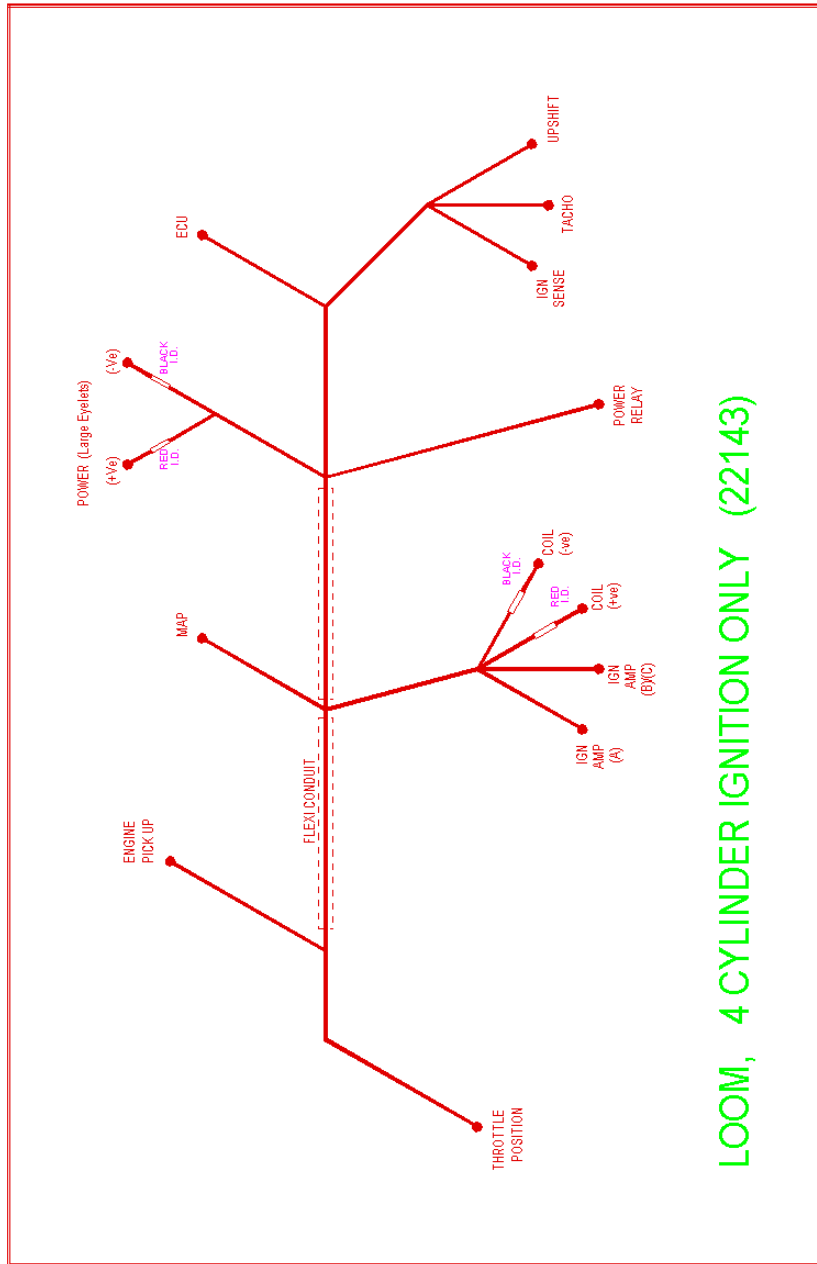 UPSHIFT
TACHO
IGN
SENSE
ECU
POWER (Large Eyelets)
(-Ve)
BLACK
I.D.
(+Ve)
RED
I.D.
POWER
RELAY
MAP
COIL
(-ve)
BLACK
I.D.
COIL
(+ve)
RED
I.D.
IGN
AMP
(B)/(C)
IGN
AMP
(A)
FLEXI CONDUIT
ENGINE
PICK UP
THROTTLE
POSITION
LOOM, 4 CYLINDER IGNITION ONLY (22143)